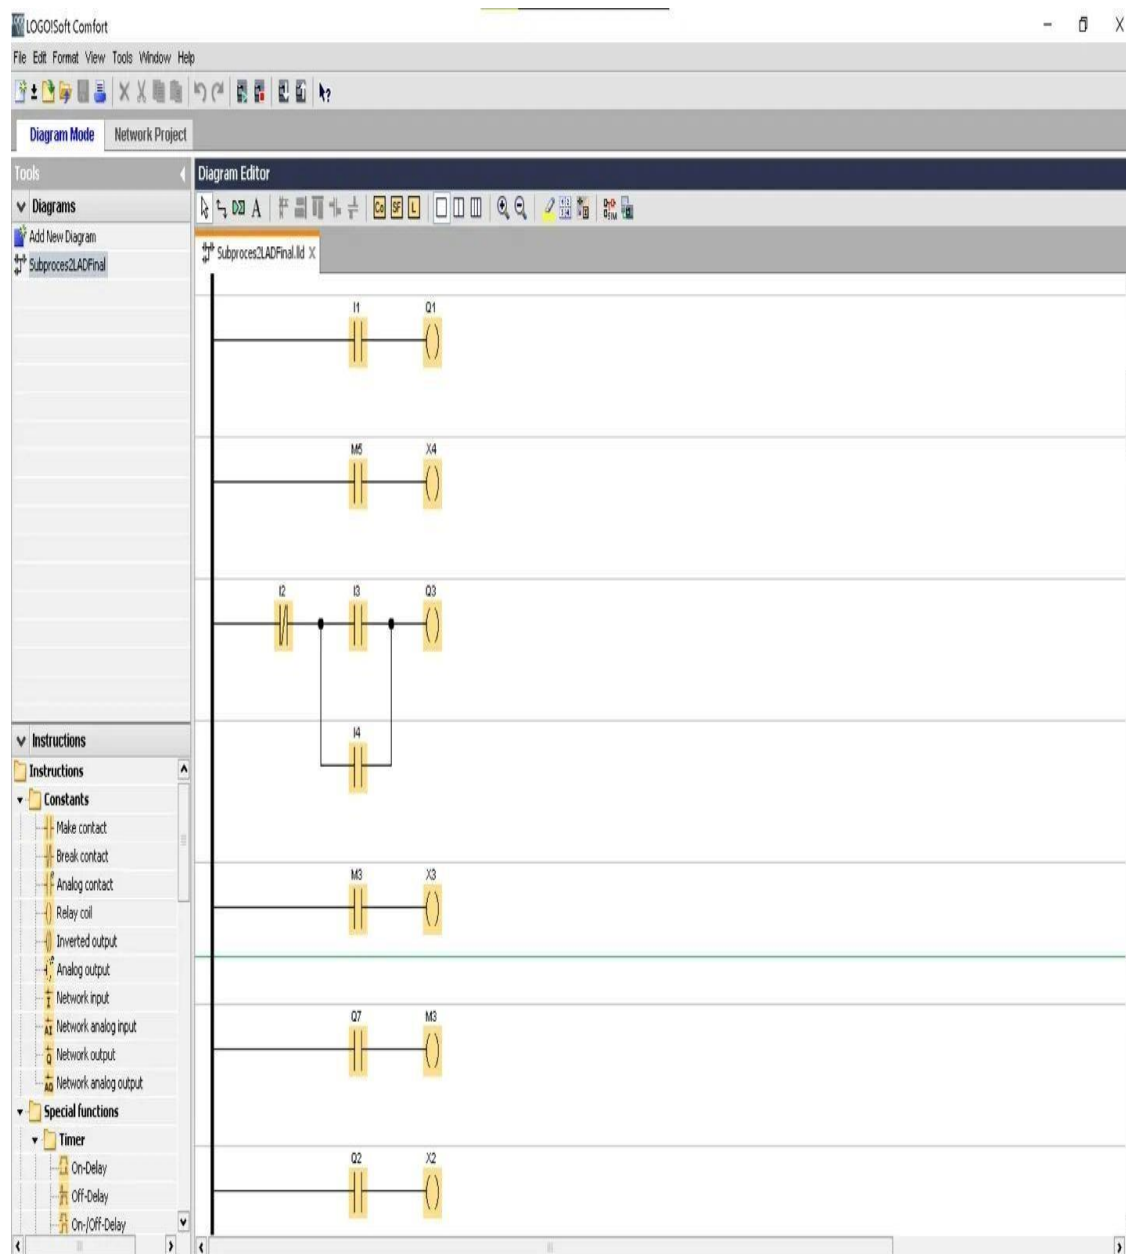 LOGO!Soft Comfort
File Edit Format View Tools Window Help
Diagram Mode Network Project
Tools
Diagrams
Add New Diagram
Subproces2LADFinal
Diagram Editor
A Co SF L
Subproces2LADFinal.lld X
I1 Q1
M5 X4
I2 I3 Q3
I4
M3 X3
Q7 M3
Q2 X2
Instructions
Instructions
Constants
Make contact
Break contact
Analog contact
Relay coil
Inverted output
Analog output
Network input
Network analog input
Network output
Network analog output
Special functions
Timer
On-Delay
Off-Delay
On-/Off-Delay